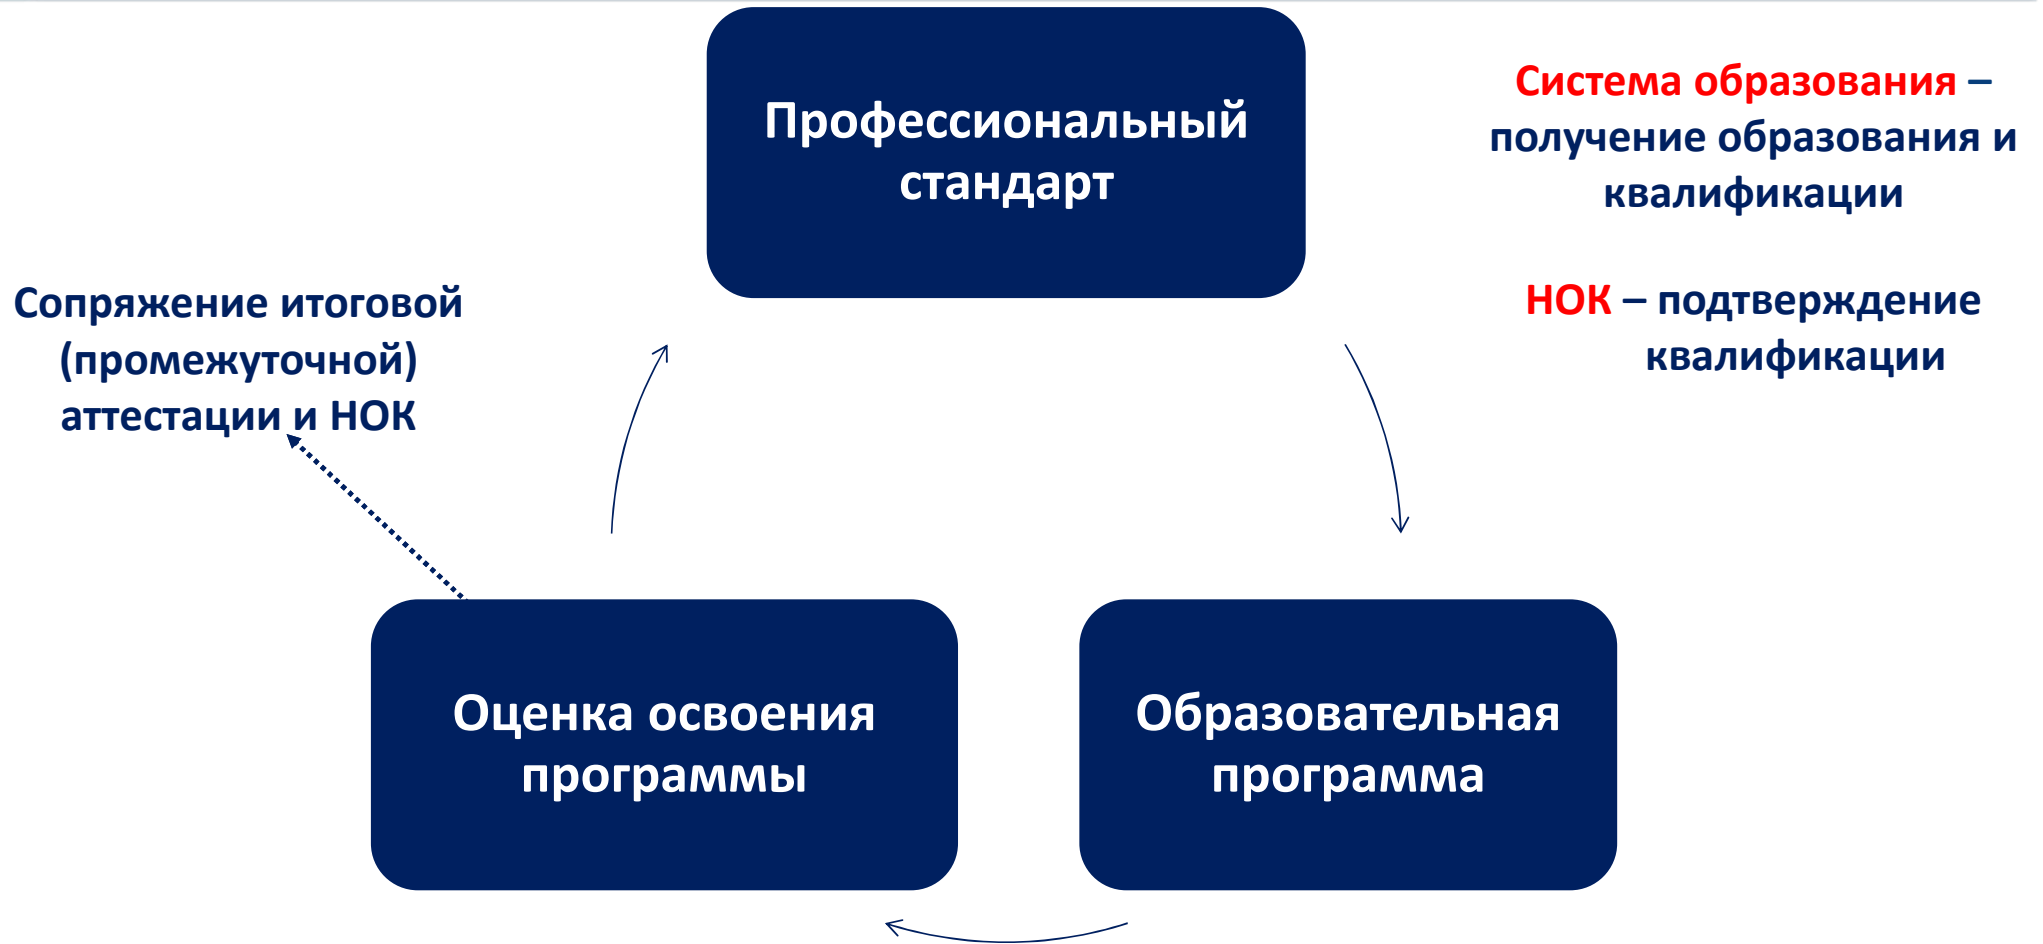 Профессиональный
стандарт
Система образования –
получение образования и
квалификации
НОК – подтверждение
квалификации
Сопряжение итоговой
(промежуточной)
аттестации и НОК
Оценка освоения
программы
Образовательная
программа